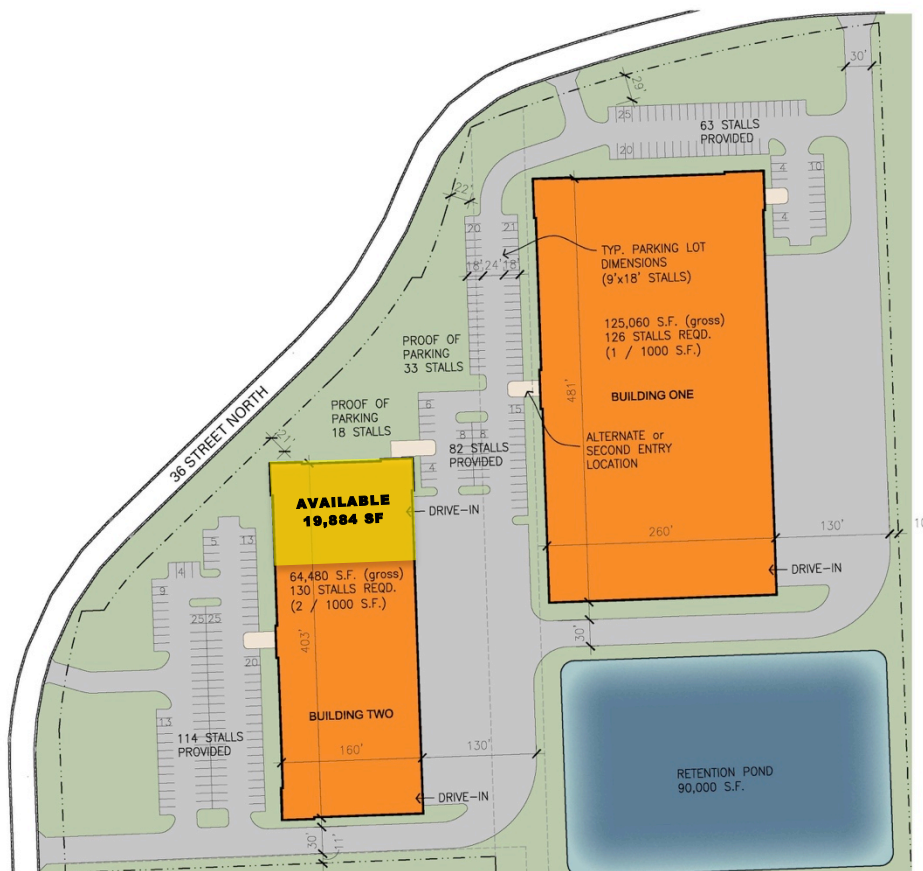 30'
29'
25
63 STALLS
PROVIDED
20
4
10
4
22'
20
21
TYP. PARKING LOT
DIMENSIONS
(9'x18' STALLS)
18'
24'
18'
125,060 S.F. (gross)
126 STALLS REQD.
(1 / 1000 S.F.)
PROOF OF
PARKING
33 STALLS
481'
BUILDING ONE
36 STREET NORTH
PROOF OF
PARKING
18 STALLS
6
15
ALTERNATE or
SECOND ENTRY
LOCATION
21'
8
8
82 STALLS
PROVIDED
4
AVAILABLE
19,884 SF
DRIVE-IN
260'
130'
10
5
13
4
9
64,480 S.F. (gross)
130 STALLS REQD.
(2 / 1000 S.F.)
DRIVE-IN
25
25
403'
30'
20
13
BUILDING TWO
114 STALLS
PROVIDED
160'
130'
RETENTION POND
90,000 S.F.
DRIVE-IN
30'
11'